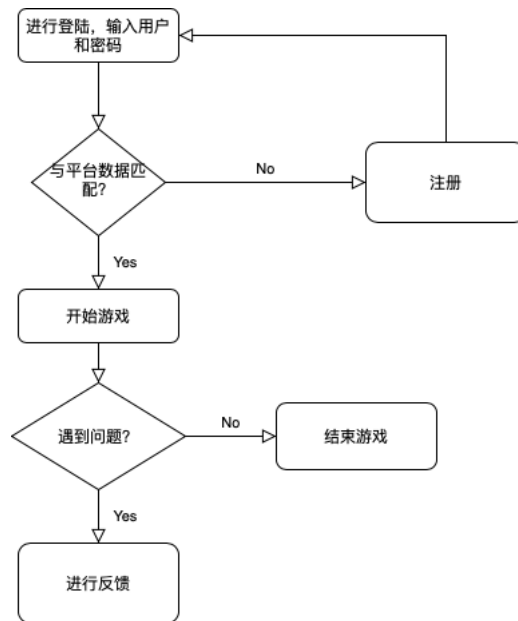 进行登陆，输入用户
和密码
与平台数据匹
配？
No
注册
Yes
开始游戏
遇到问题？
No
结束游戏
Yes
进行反馈